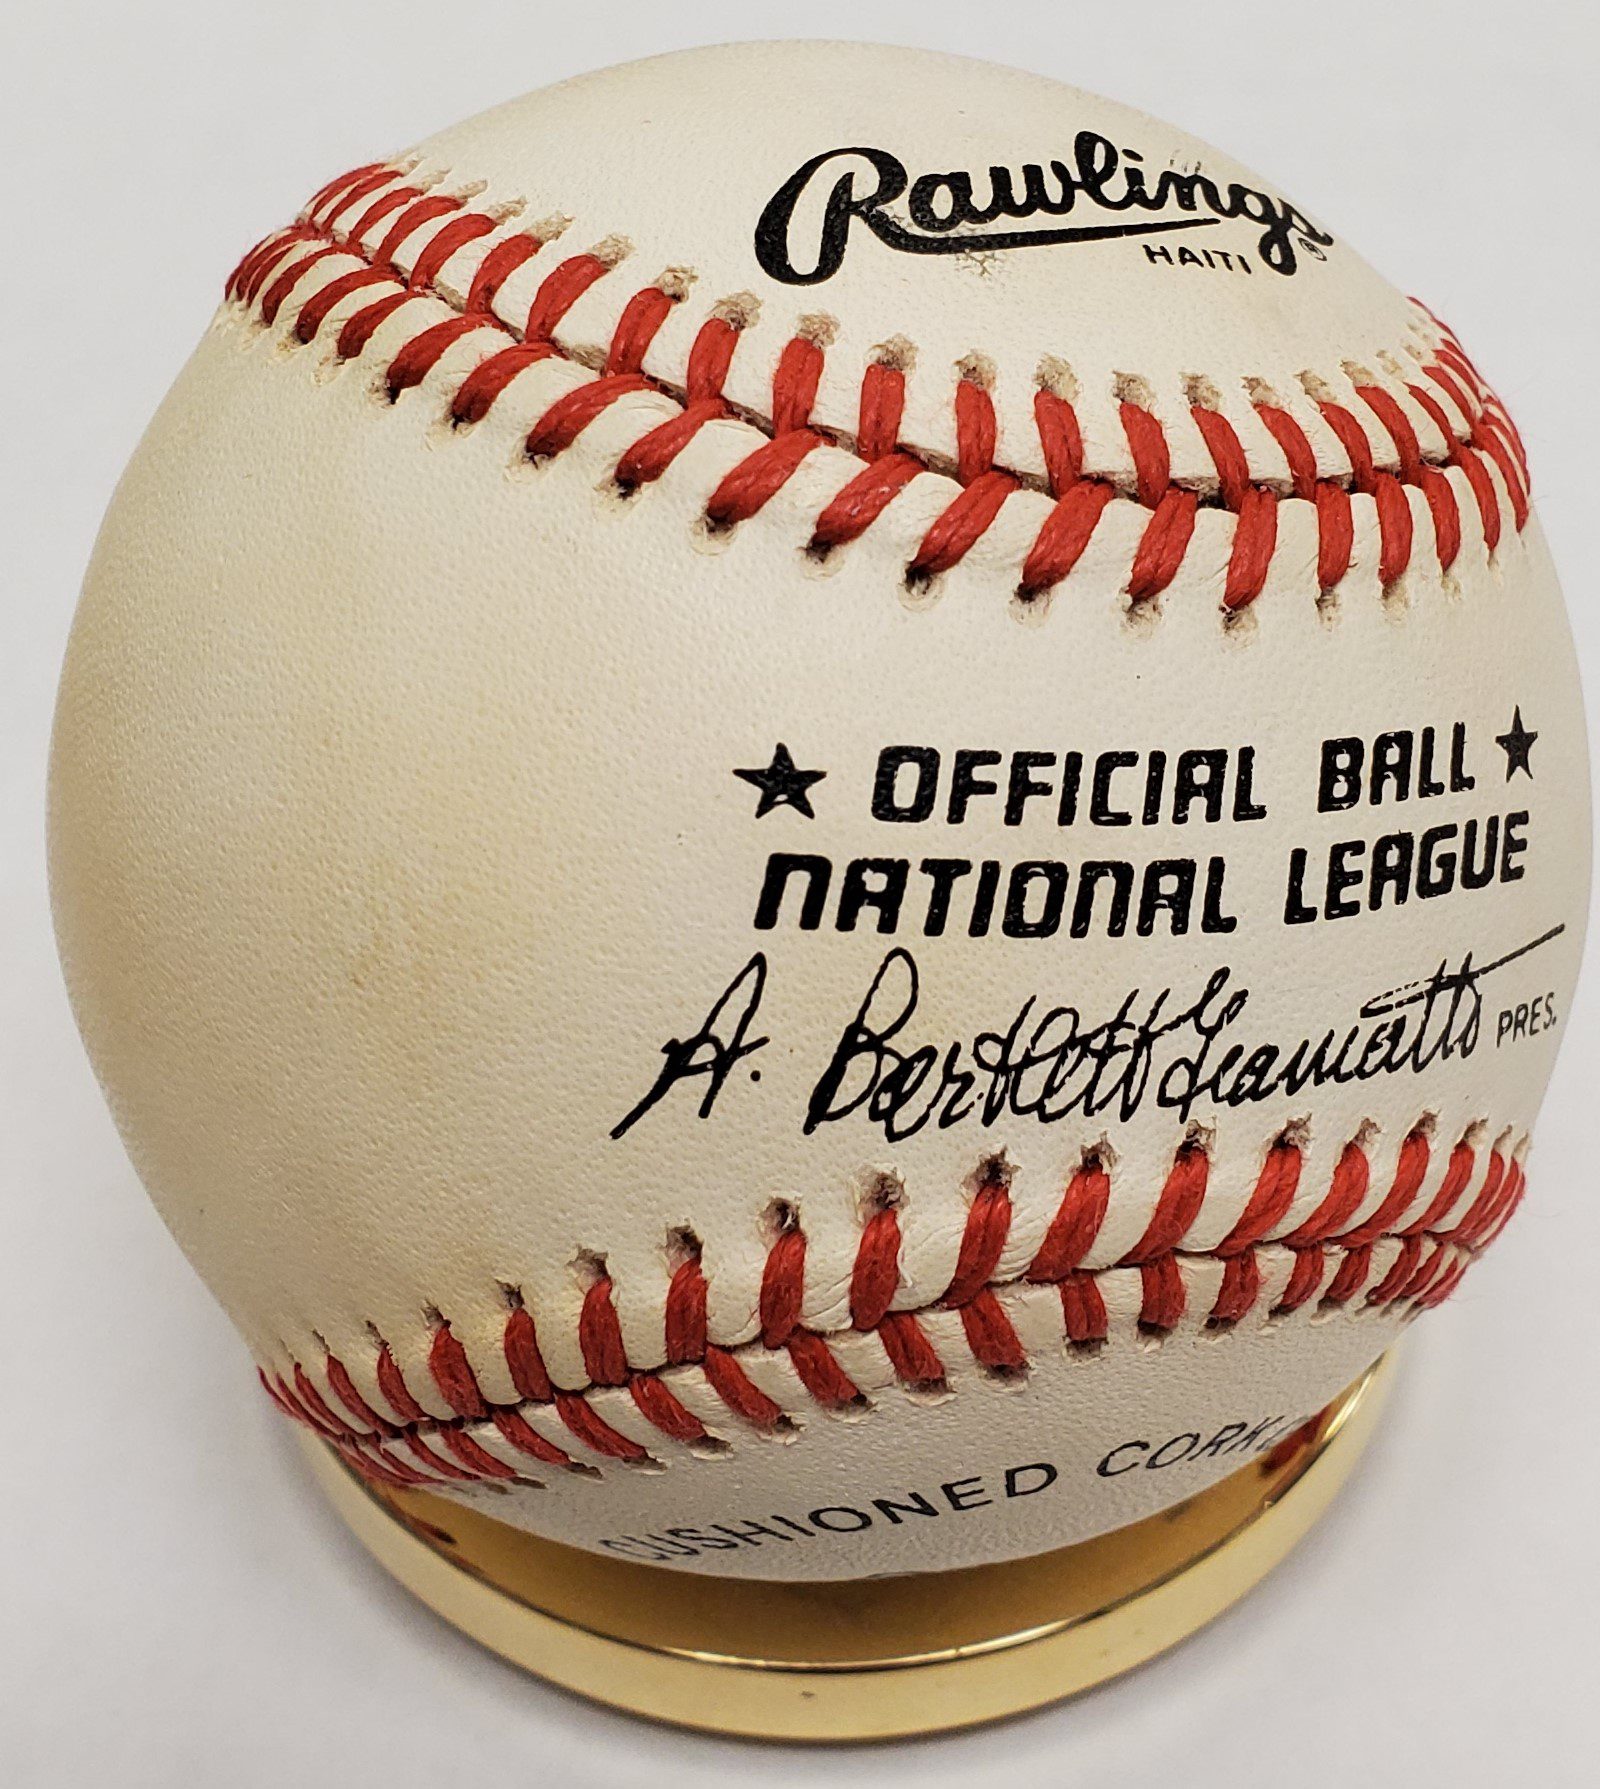 Rawlings ®
HAITI
★ OFFICIAL BALL ★
NATIONAL LEAGUE
A. Bartlett Giamatti PRES.
CUSHIONED CORK